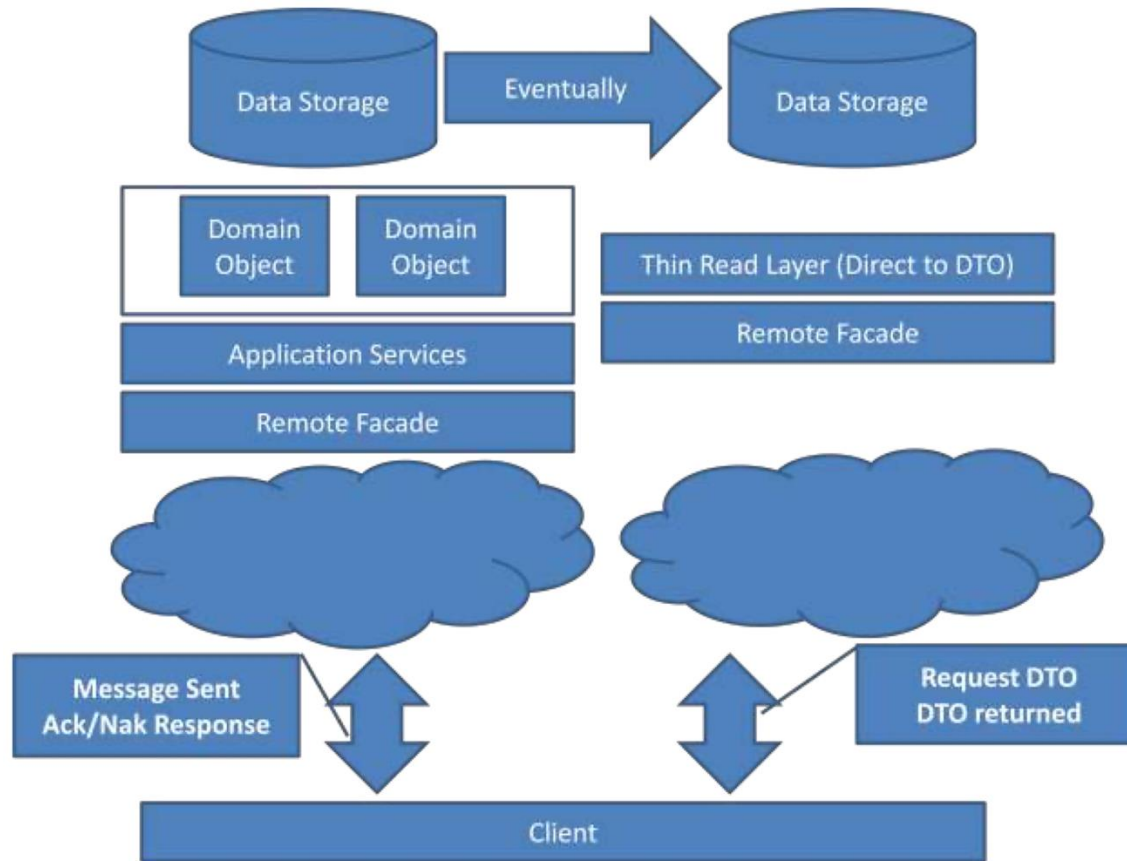 Data Storage
Eventually
Data Storage
Domain
Object
Domain
Object
Thin Read Layer (Direct to DTO)
Remote Facade
Application Services
Remote Facade
Message Sent
Ack/Nak Response
Request DTO
DTO returned
Client